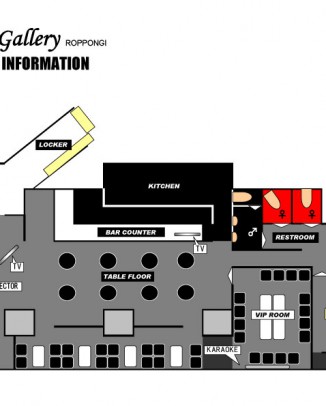 Gallery ROPPONGI
INFORMATION
LOCKER
KITCHEN
BAR COUNTER
TV
RESTROOM
TV
TABLE FLOOR
ECTOR
VIP ROOM
KARAOKE